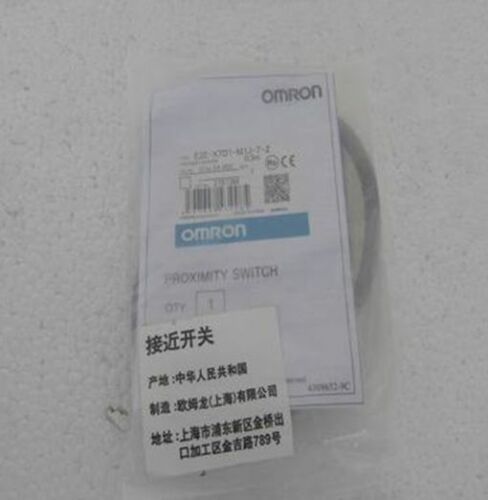 OMRON
E2E-X7D1-M1J-T-Z
CE
OMRON
PROXIMITY SWITCH
QTY 1
接近开关
产地:中华人民共和国
制造:欧姆龙(上海)有限公司
地址:上海市浦东新区金桥出
口加工区金吉路789号